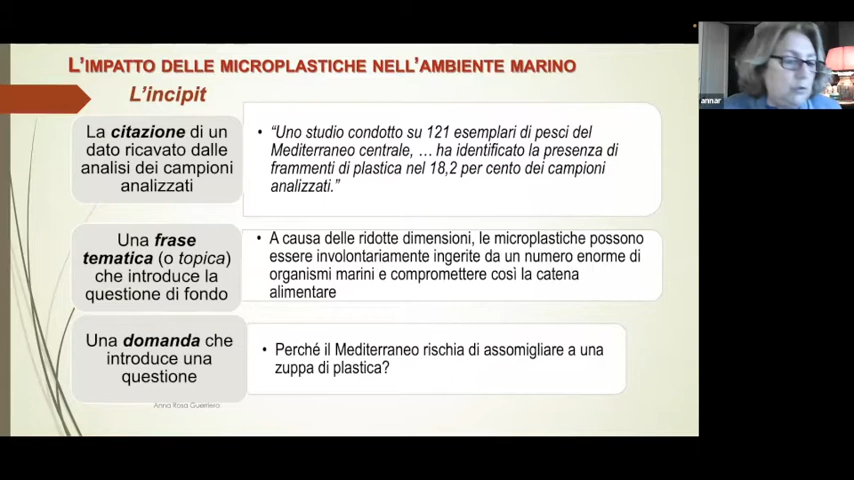 L'IMPATTO DELLE MICROPLASTICHE NELL'AMBIENTE MARINO
L'incipit
La citazione di un
dato ricavato dalle
analisi dei campioni
analizzati
• “Uno studio condotto su 121 esemplari di pesci del
Mediterraneo centrale, … ha identificato la presenza di
frammenti di plastica nel 18,2 per cento dei campioni
analizzati.”
Una frase
tematica (o topica)
che introduce la
questione di fondo
• A causa delle ridotte dimensioni, le microplastiche possono
essere involontariamente ingerite da un numero enorme di
organismi marini e compromettere così la catena
alimentare
Una domanda che
introduce una
questione
• Perché il Mediterraneo rischia di assomigliare a una
zuppa di plastica?
Anna Rosa Guerriero
annar